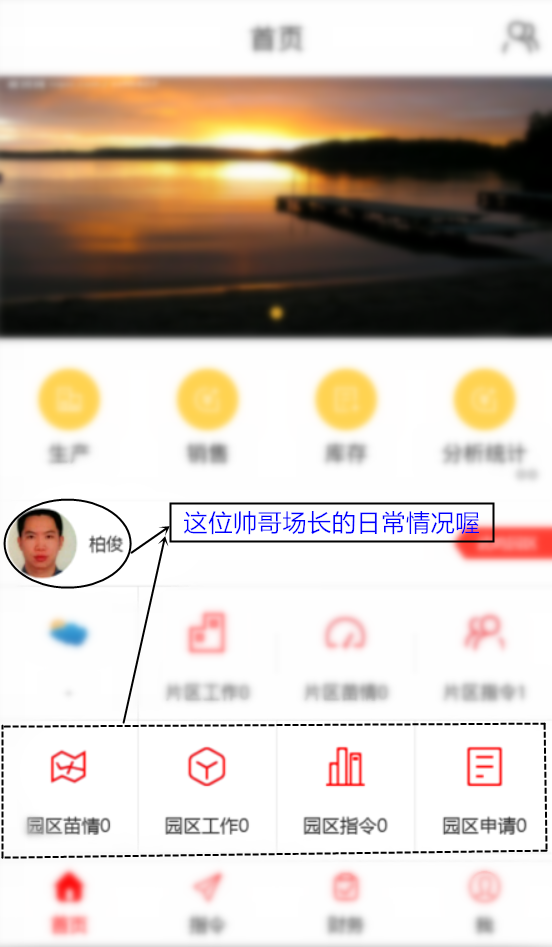 首页
生产
销售
库存
分析统计
这位帅哥场长的日常情况喔
柏俊
片区工作0
片区苗情0
片区指令1
园区苗情0
园区工作0
园区指令0
园区申请0
首页
指令
财务
我